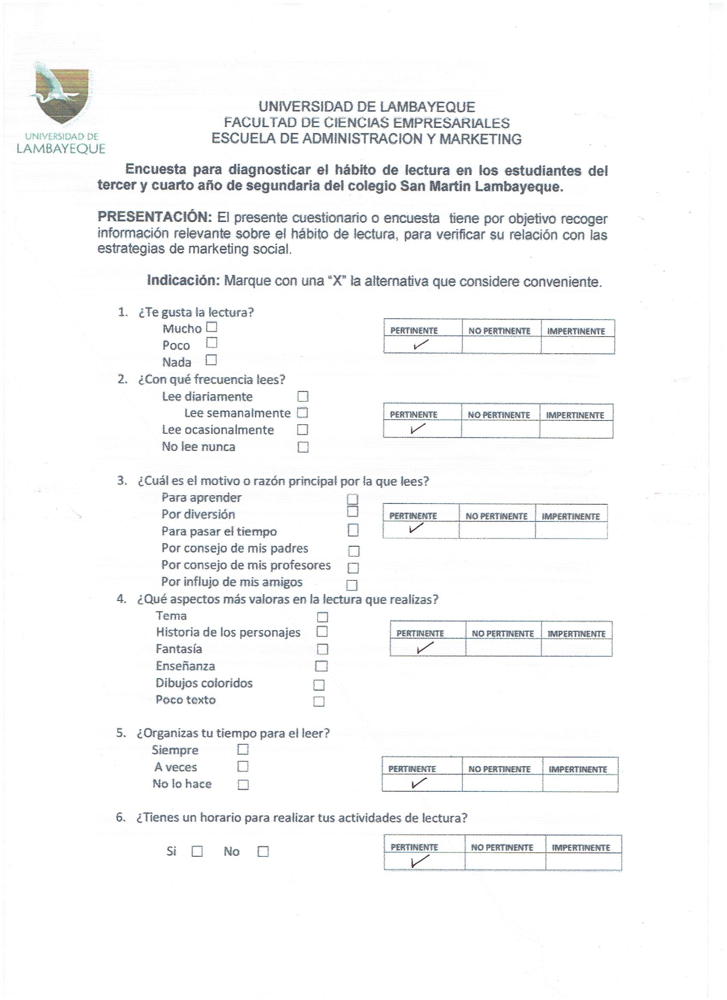 UNIVERSIDAD DE
LAMBAYEQUE
UNIVERSIDAD DE LAMBAYEQUE
FACULTAD DE CIENCIAS EMPRESARIALES
ESCUELA DE ADMINISTRACION Y MARKETING
Encuesta para diagnosticar el hábito de lectura en los estudiantes del
tercer y cuarto año de segundaria del colegio San Martin Lambayeque.
PRESENTACIÓN: El presente cuestionario o encuesta tiene por objetivo recoger
información relevante sobre el hábito de lectura, para verificar su relación con las
estrategias de marketing social.
Indicación: Marque con una “X” la alternativa que considere conveniente.
1. ¿Te gusta la lectura?
Mucho ☐
Poco ☐
Nada ☐
PERTINENTE NO PERTINENTE IMPERTINENTE
✓
2. ¿Con qué frecuencia lees?
Lee diariamente ☐
Lee semanalmente ☐
Lee ocasionalmente ☐
No lee nunca ☐
PERTINENTE NO PERTINENTE IMPERTINENTE
✓
3. ¿Cuál es el motivo o razón principal por la que lees?
Para aprender ☐
Por diversión ☐
Para pasar el tiempo ☐
Por consejo de mis padres ☐
Por consejo de mis profesores ☐
Por influjo de mis amigos ☐
PERTINENTE NO PERTINENTE IMPERTINENTE
✓
4. ¿Qué aspectos más valoras en la lectura que realizas?
Tema ☐
Historia de los personajes ☐
Fantasía ☐
Enseñanza ☐
Dibujos coloridos ☐
Poco texto ☐
PERTINENTE NO PERTINENTE IMPERTINENTE
✓
5. ¿Organizas tu tiempo para el leer?
Siempre ☐
A veces ☐
No lo hace ☐
PERTINENTE NO PERTINENTE IMPERTINENTE
✓
6. ¿Tienes un horario para realizar tus actividades de lectura?
Si ☐ No ☐
PERTINENTE NO PERTINENTE IMPERTINENTE
✓